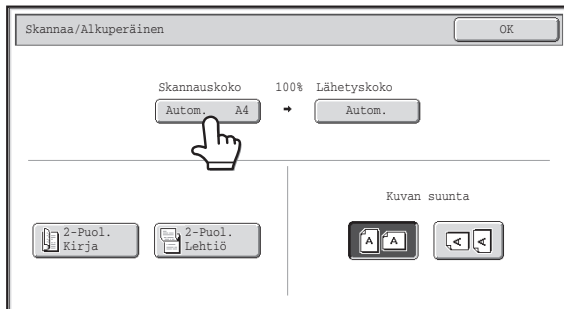 Skannaa/Alkuperäinen OK
Skannauskoko 100% Lähetyskoko
Autom. A4 Autom.
Kuvan suunta
2-Puol.
Kirja
2-Puol.
Lehtiö
A A A A